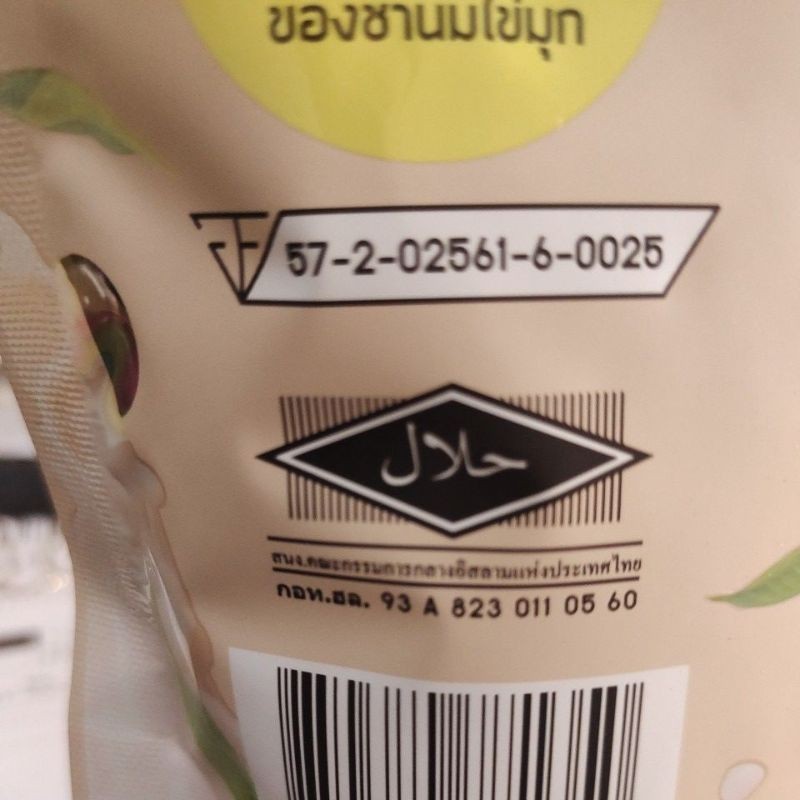 ของชานมไข่มุก
57-2-02561-6-0025
حلال
สนง.คณะกรรมการกลางอิสลามแห่งประเทศไทย
กอท.ฮล. 93 A 823 011 05 60